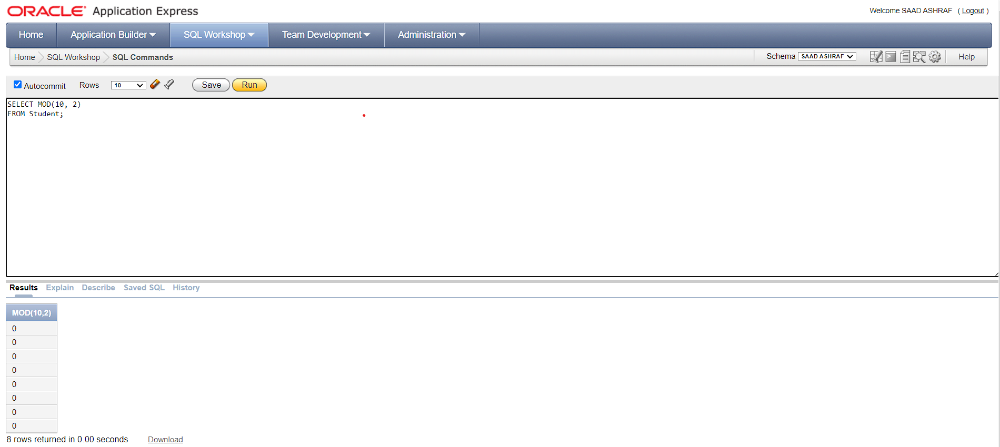 ORACLE Application Express
Welcome SAAD ASHRAF ( Logout )
Home Application Builder SQL Workshop Team Development Administration
Home SQL Workshop SQL Commands Schema SAAD ASHRAF Help
Autocommit Rows 10 Save Run
SELECT MOD(10, 2)
FROM Student;
Results Explain Describe Saved SQL History
MOD(10,2)
0
0
0
0
0
0
0
0
8 rows returned in 0.00 seconds Download